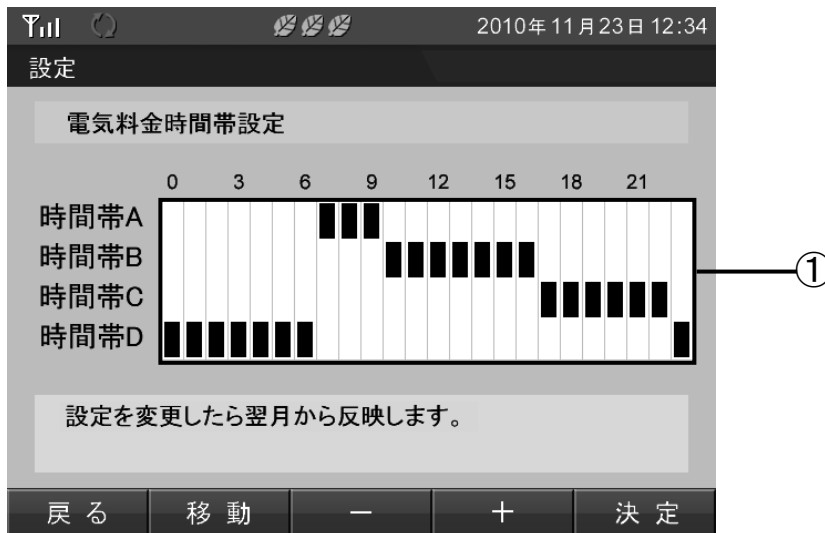 2010年11月23日 12:34
設定
電気料金時間帯設定
0 3 6 9 12 15 18 21
時間帯A
時間帯B
①
時間帯C
時間帯D
設定を変更したら翌月から反映します。
戻る 移動 － ＋ 決定